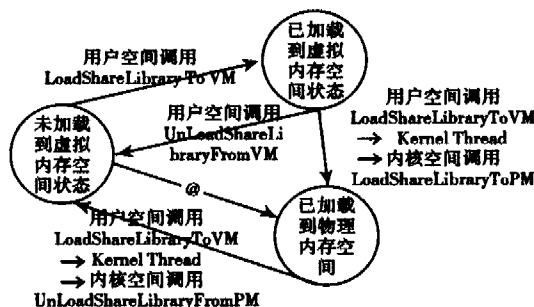 用户空间调用
LoadShareLibraryToVM
已加载
到虚拟
内存空
间状态
用户空间调用
UnLoadShareLi
braryFromVM
用户空间调用
LoadShareLibraryToVM
→ Kernel Thread
→内核空间调用
LoadShareLibraryToPM
未加载
到虚拟
内存空
间状态
@
已加载
到物理
内存空
间
用户空间调用
LoadShareLibraryToVM
→ Kernel Thread
→ 内核空间调用
UnLoadShareLibraryFromPM